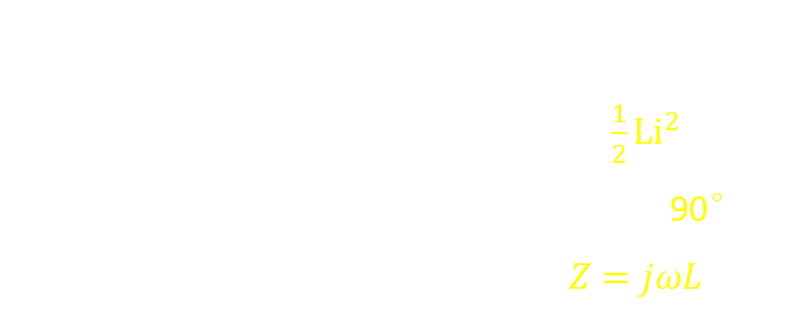 ½Li²
90°
Z = jωL